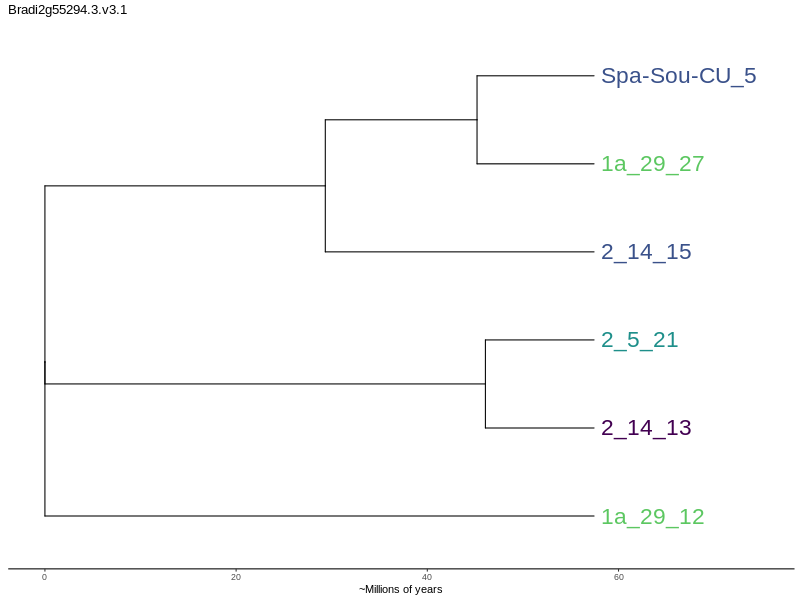 Bradi2g55294.3.v3.1
Spa-Sou-CU_5
1a_29_27
2_14_15
2_5_21
2_14_13
1a_29_12
0 20 40 60
~Millions of years